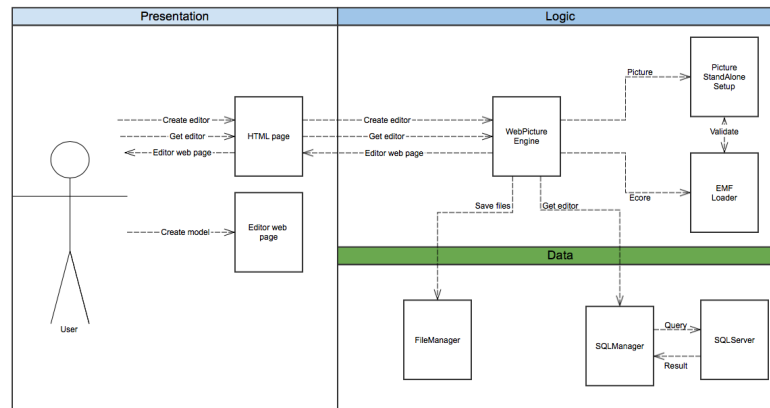 Presentation
Logic
Create editor
Get editor
Editor web page
HTML page
Create editor
Get editor
Editor web page
WebPicture
Engine
Picture
Picture
StandAlone
Setup
Validate
Ecore
EMF
Loader
Create model
Editor web
page
Save files
Get editor
User
Data
FileManager
SQLManager
Query
Result
SQLServer